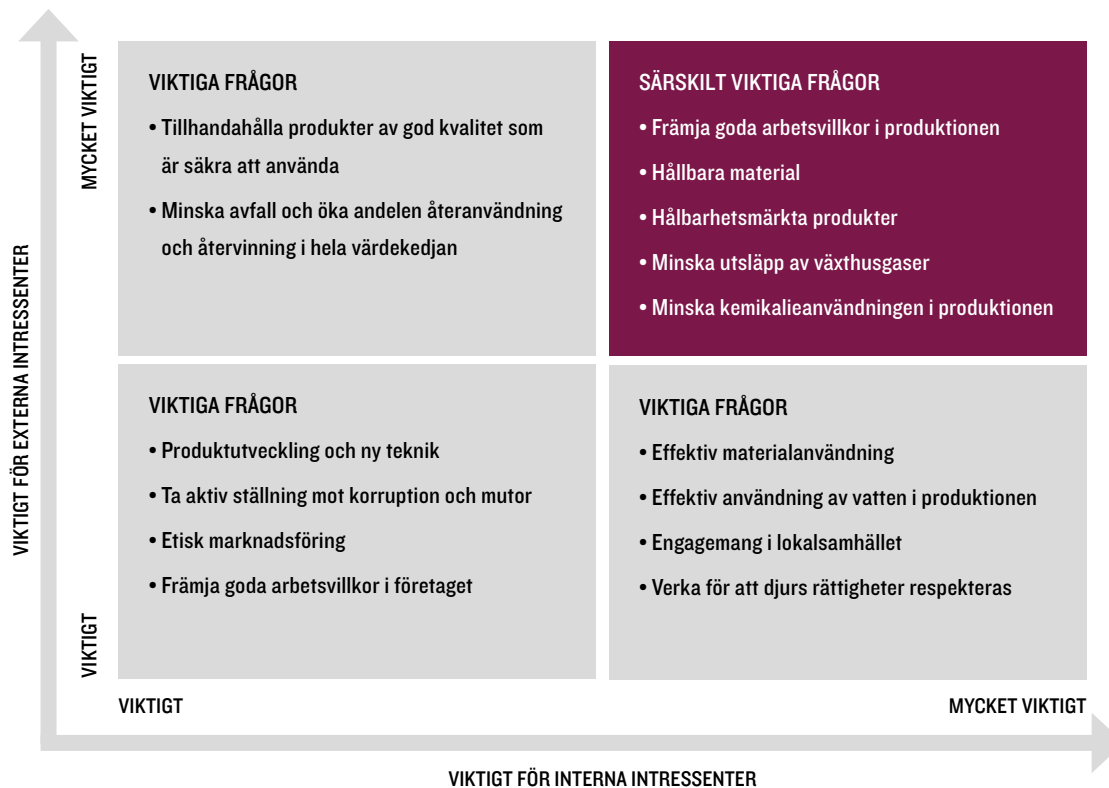 VIKTIGT FÖR EXTERNA INTRESSENTER
MYCKET VIKTIGT
VIKTIGT
VIKTIGA FRÅGOR
• Tillhandahålla produkter av god kvalitet som
är säkra att använda
• Minska avfall och öka andelen återanvändning
och återvinning i hela värdekedjan
SÄRSKILT VIKTIGA FRÅGOR
• Främja goda arbetsvillkor i produktionen
• Hållbara material
• Hålbarhetsmärkta produkter
• Minska utsläpp av växthusgaser
• Minska kemikalieanvändningen i produktionen
VIKTIGA FRÅGOR
• Produktutveckling och ny teknik
• Ta aktiv ställning mot korruption och mutor
• Etisk marknadsföring
• Främja goda arbetsvillkor i företaget
VIKTIGA FRÅGOR
• Effektiv materialanvändning
• Effektiv användning av vatten i produktionen
• Engagemang i lokalsamhället
• Verka för att djurs rättigheter respekteras
VIKTIGT
MYCKET VIKTIGT
VIKTIGT FÖR INTERNA INTRESSENTER